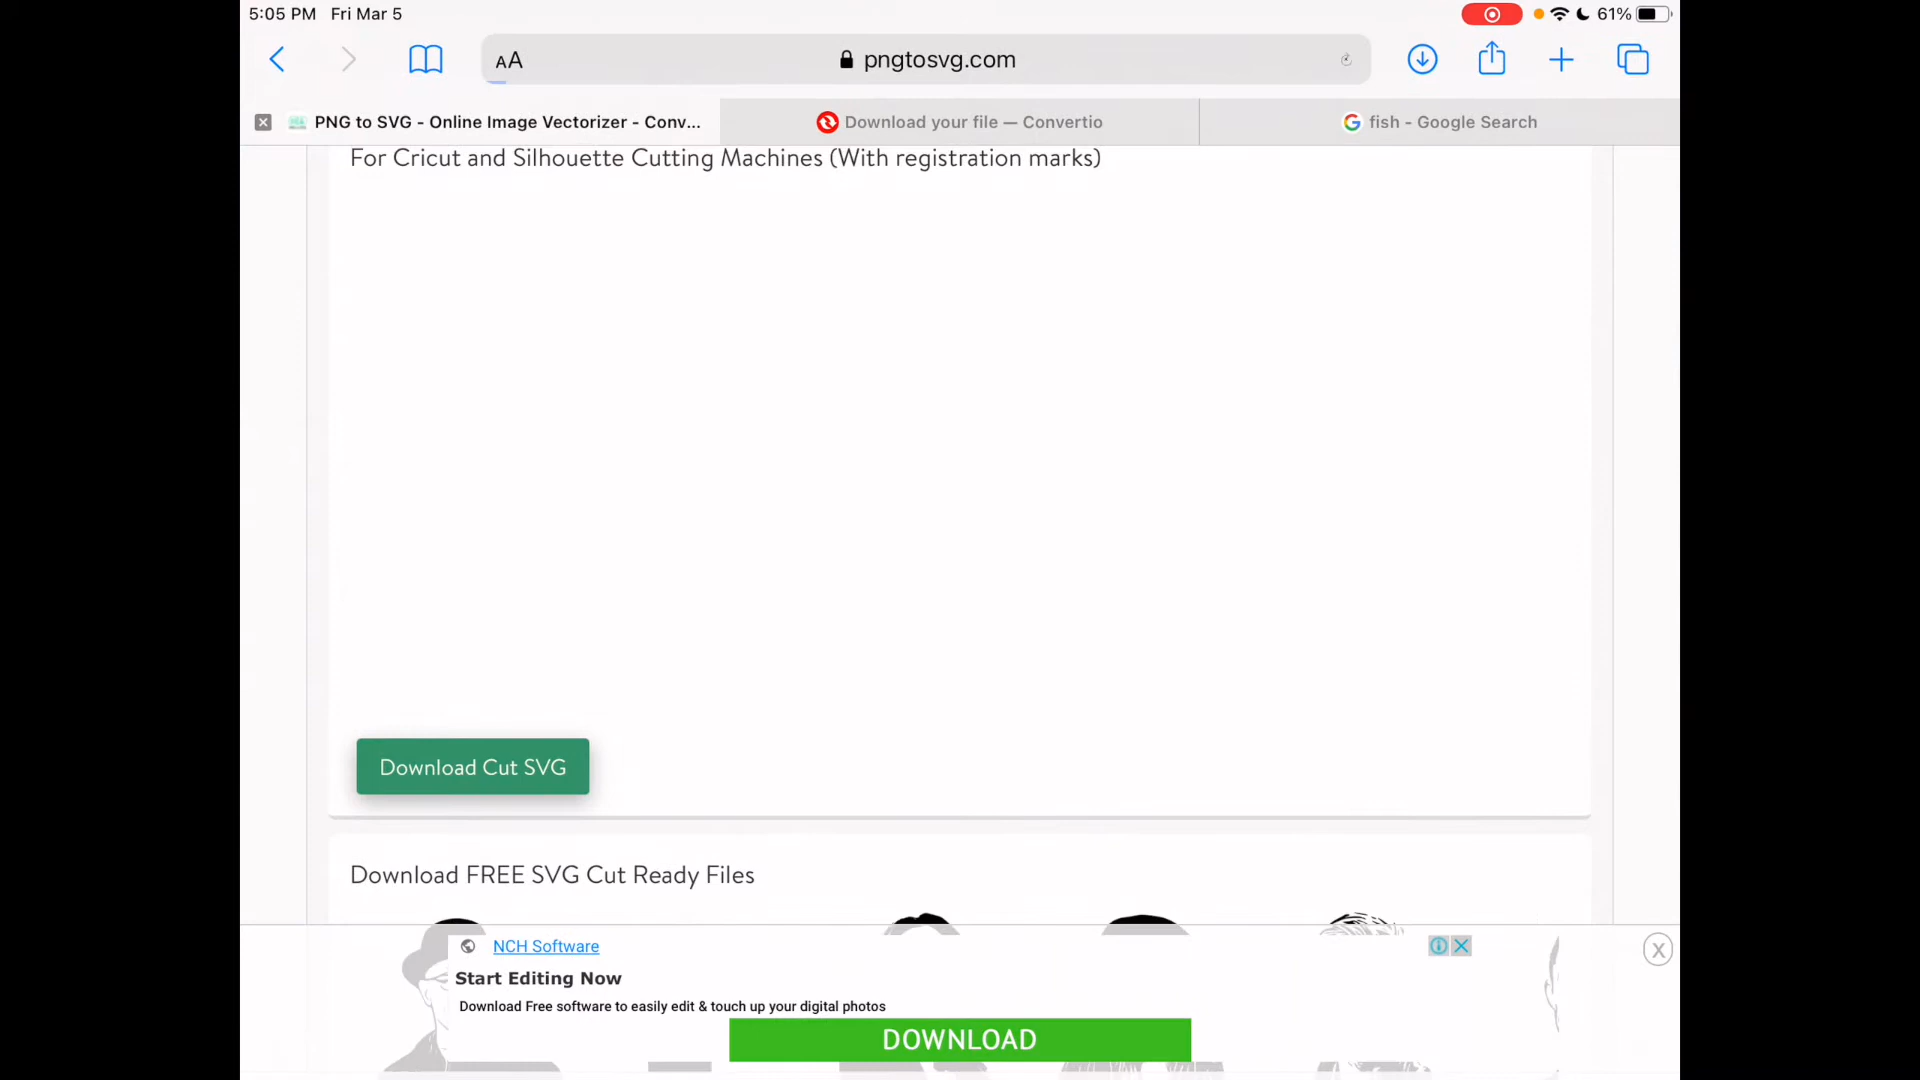 5:05 PM Fri Mar 5
61%
AA
pngtosvg.com
PNG to SVG - Online Image Vectorizer - Conv...
Download your file — Convertio
fish - Google Search
For Cricut and Silhouette Cutting Machines (With registration marks)
Download Cut SVG
Download FREE SVG Cut Ready Files
NCH Software
Start Editing Now
Download Free software to easily edit & touch up your digital photos
DOWNLOAD